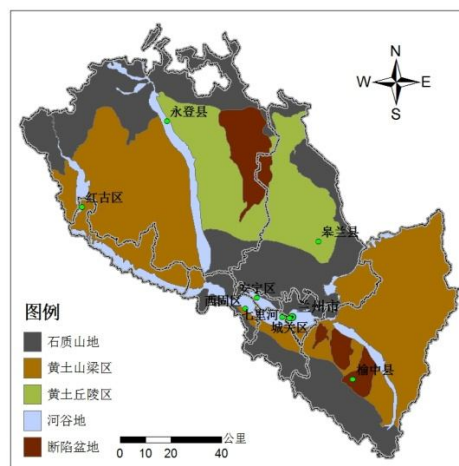 N
W E
S
永登县
红古区
皋兰县
安宁区
西固区
兰州市
七里河
城关区
榆中县
图例
石质山地
黄土山梁区
黄土丘陵区
河谷地
断陷盆地
公里
0 10 20 40